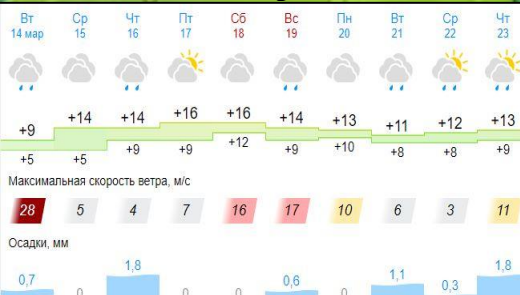 Вт Ср Чт Пт Сб Вс Пн Вт Ср Чт
14 мар 15 16 17 18 19 20 21 22 23
+9 +14 +14 +16 +16 +14 +13 +11 +12 +13
+5 +5 +9 +9 +12 +9 +10 +8 +8 +9
Максимальная скорость ветра, м/с
28 5 4 7 16 17 10 6 3 11
Осадки, мм
0,7 0 1,8 0 0 0,6 0 1,1 0,3 1,8